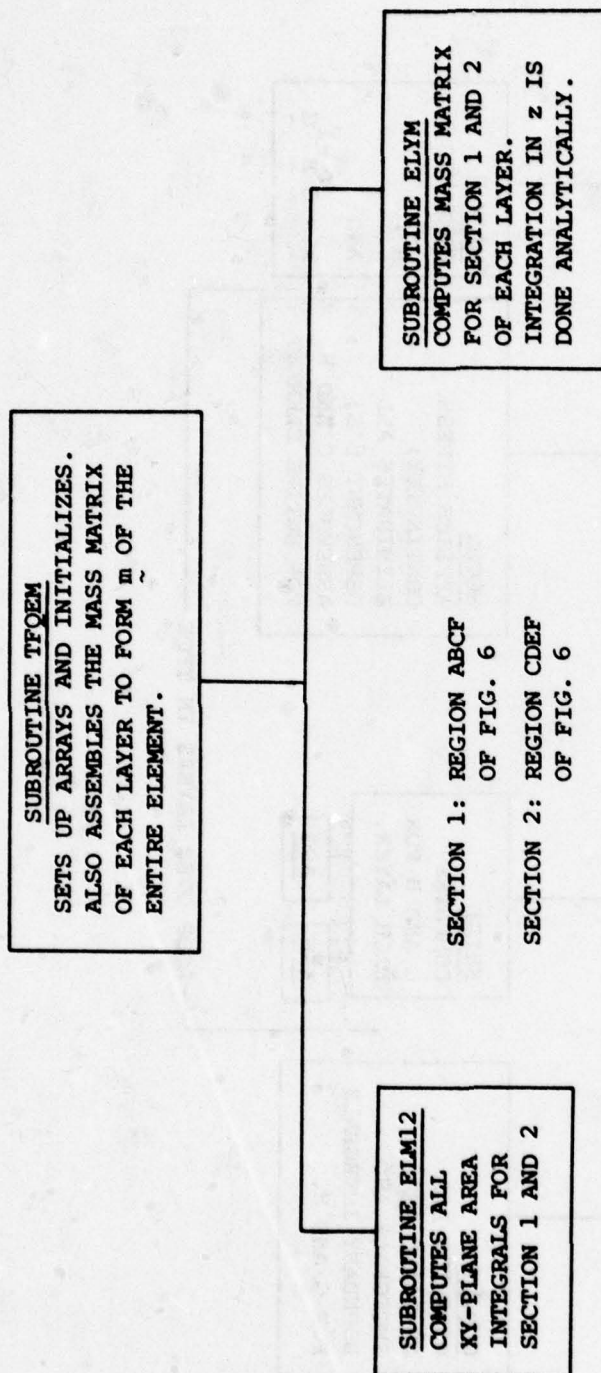 SUBROUTINE TFQEM
SETS UP ARRAYS AND INITIALIZES.
ALSO ASSEMBLES THE MASS MATRIX
OF EACH LAYER TO FORM m̰ OF THE
ENTIRE ELEMENT.
SUBROUTINE ELM12
COMPUTES ALL
XY-PLANE AREA
INTEGRALS FOR
SECTION 1 AND 2
SECTION 1: REGION ABCF
OF FIG. 6
SECTION 2: REGION CDEF
OF FIG. 6
SUBROUTINE ELYM
COMPUTES MASS MATRIX
FOR SECTION 1 AND 2
OF EACH LAYER.
INTEGRATION IN z IS
DONE ANALYTICALLY.